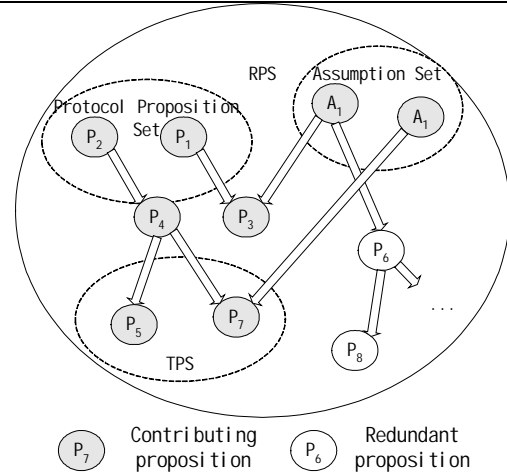 RPS
Assumption Set
A1
A1
Protocol Proposition
Set
P2
P1
P4
P3
P6
...
P5
P7
P8
TPS
P7
Contributing
proposition
P6
Redundant
proposition